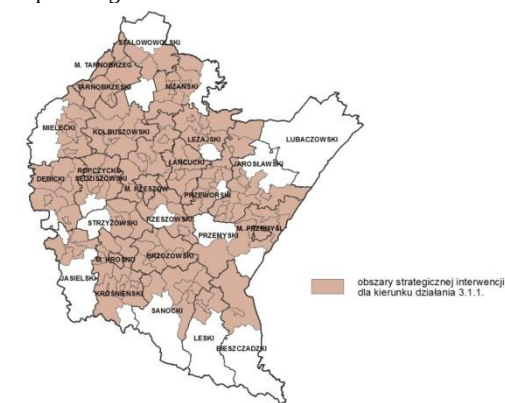 STALOWOWOLSKI
M. TARNOBRZEG
TARNOBRZESKI
NIŻAŃSKI
MIELECKI
KOLBUSZOWSKI
LEŻAJSKI
LUBACZOWSKI
ŁAŃCUCKI
JAROSŁAWSKI
DĘBICKI
ROPCZYCKO-
SĘDZISZOWSKI
M. RZESZÓW
PRZEWORSKI
STRZYŻOWSKI
RZESZOWSKI
PRZEMYSKI
M. PRZEMYŚL
JASIELSKI
M. KROSNO
BRZOZOWSKI
KROŚNIEŃSKI
SANOCKI
LESKI
BIESZCZADZKI
obszary strategicznej interwencji
dla kierunku działania 3.1.1.